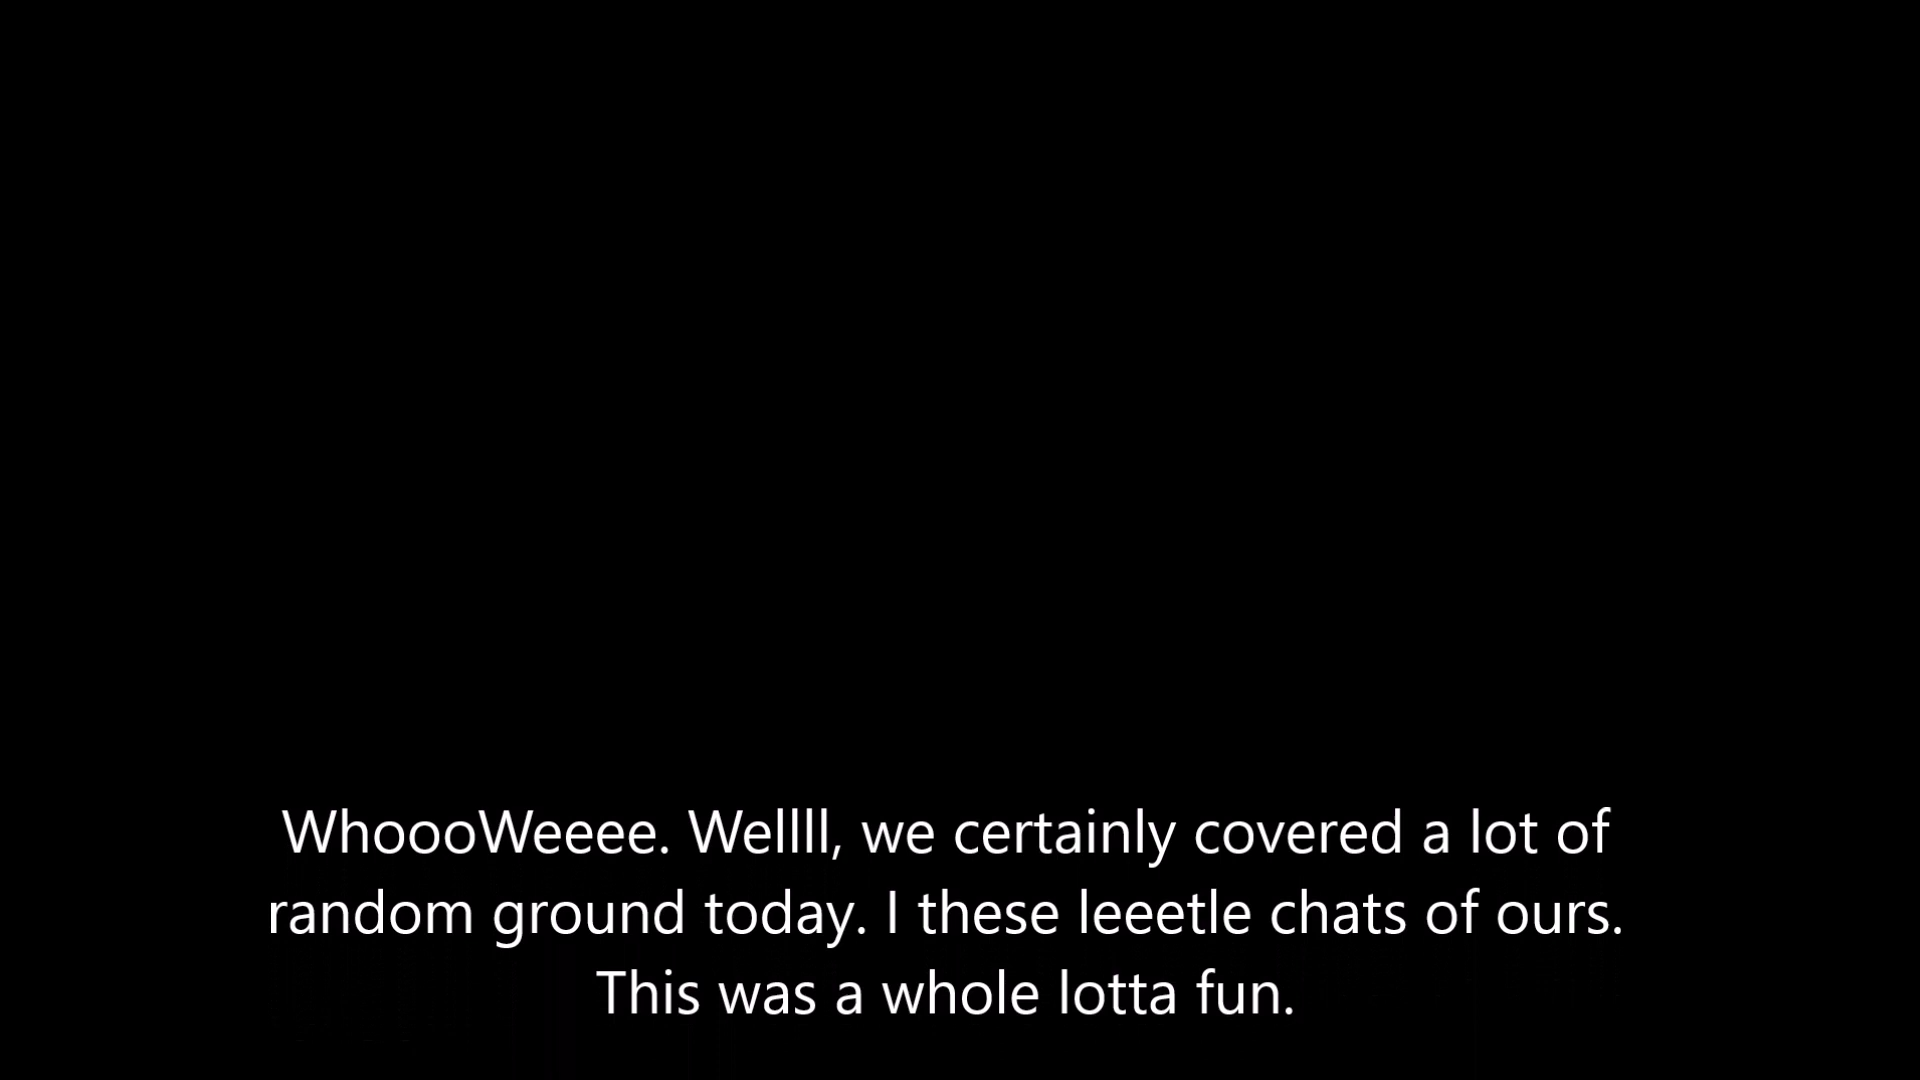 WhoooWeeee. Wellll, we certainly covered a lot of
random ground today. I these leeetle chats of ours.
This was a whole lotta fun.